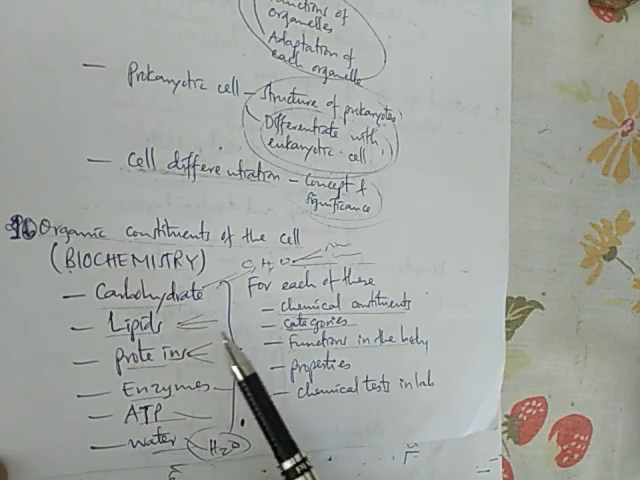 Functions of
organelles
Adaptation of
each organelle
— Prokaryotic cell — Structure of prokaryotes
Differentiate with
eukaryotic cell
— Cell differentiation — Concept &
significance
Organic constituents of the cell
(BIOCHEMISTRY)
C, H, O
— Carbohydrate
— Lipids
— proteins
— Enzymes
— ATP
— water — H2O
For each of these
— chemical constituents
— categories
— Functions in the body
— properties
— chemical tests in lab